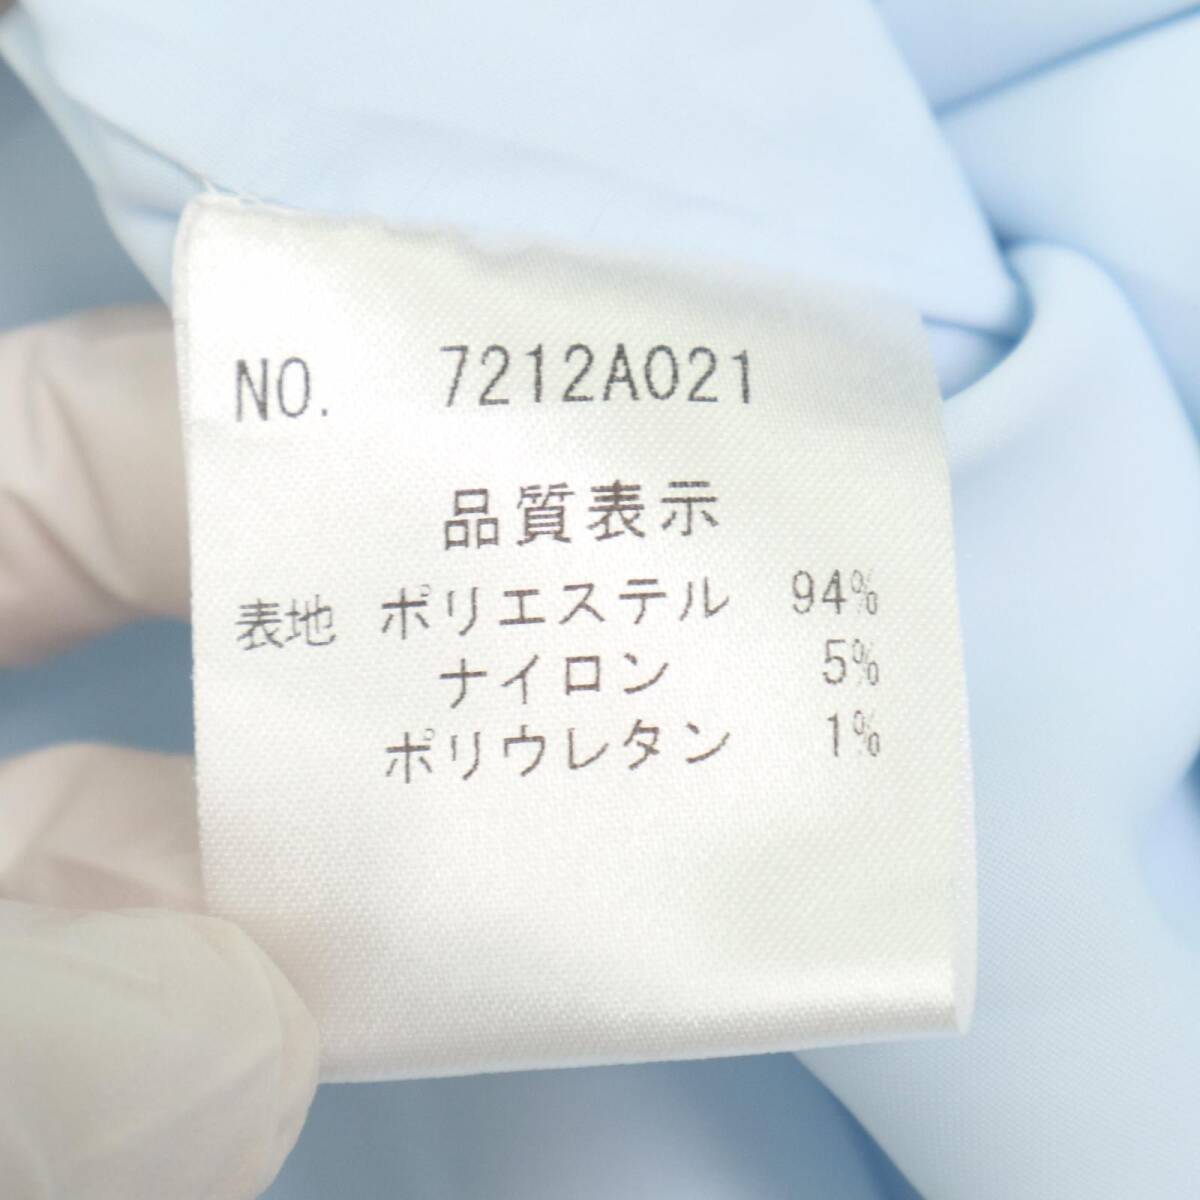 NO. 7212A021
品質表示
表地 ポリエステル 94%
ナイロン 5%
ポリウレタン 1%